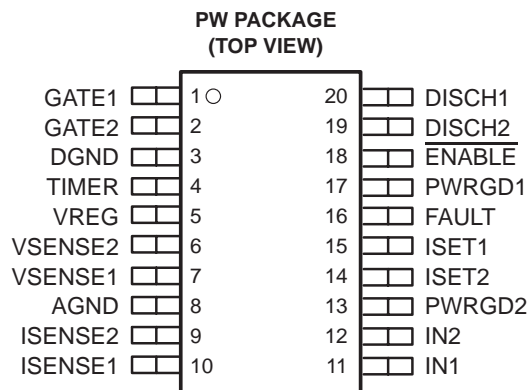 PW PACKAGE
(TOP VIEW)
GATE1 1 20 DISCH1
GATE2 2 19 DISCH2
DGND 3 18 ENABLE
TIMER 4 17 PWRGD1
VREG 5 16 FAULT
VSENSE2 6 15 ISET1
VSENSE1 7 14 ISET2
AGND 8 13 PWRGD2
ISENSE2 9 12 IN2
ISENSE1 10 11 IN1